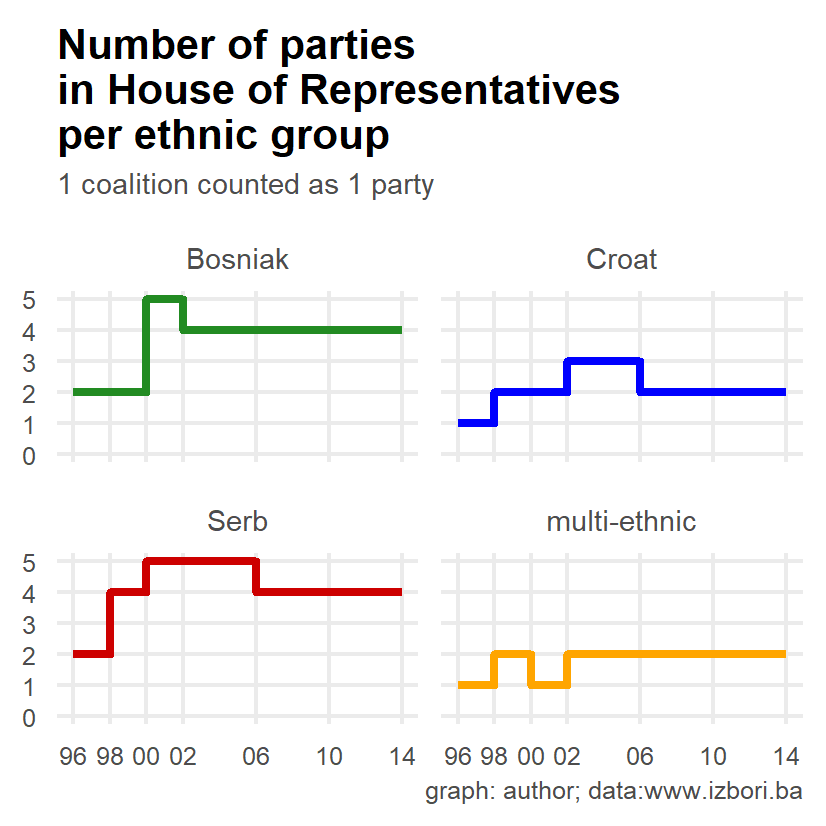 Number of parties
in House of Representatives
per ethnic group
1 coalition counted as 1 party
Bosniak
Croat
5
4
3
2
1
0
Serb
multi-ethnic
5
4
3
2
1
0
96 98 00 02 06 10 14
96 98 00 02 06 10 14
graph: author; data:www.izbori.ba